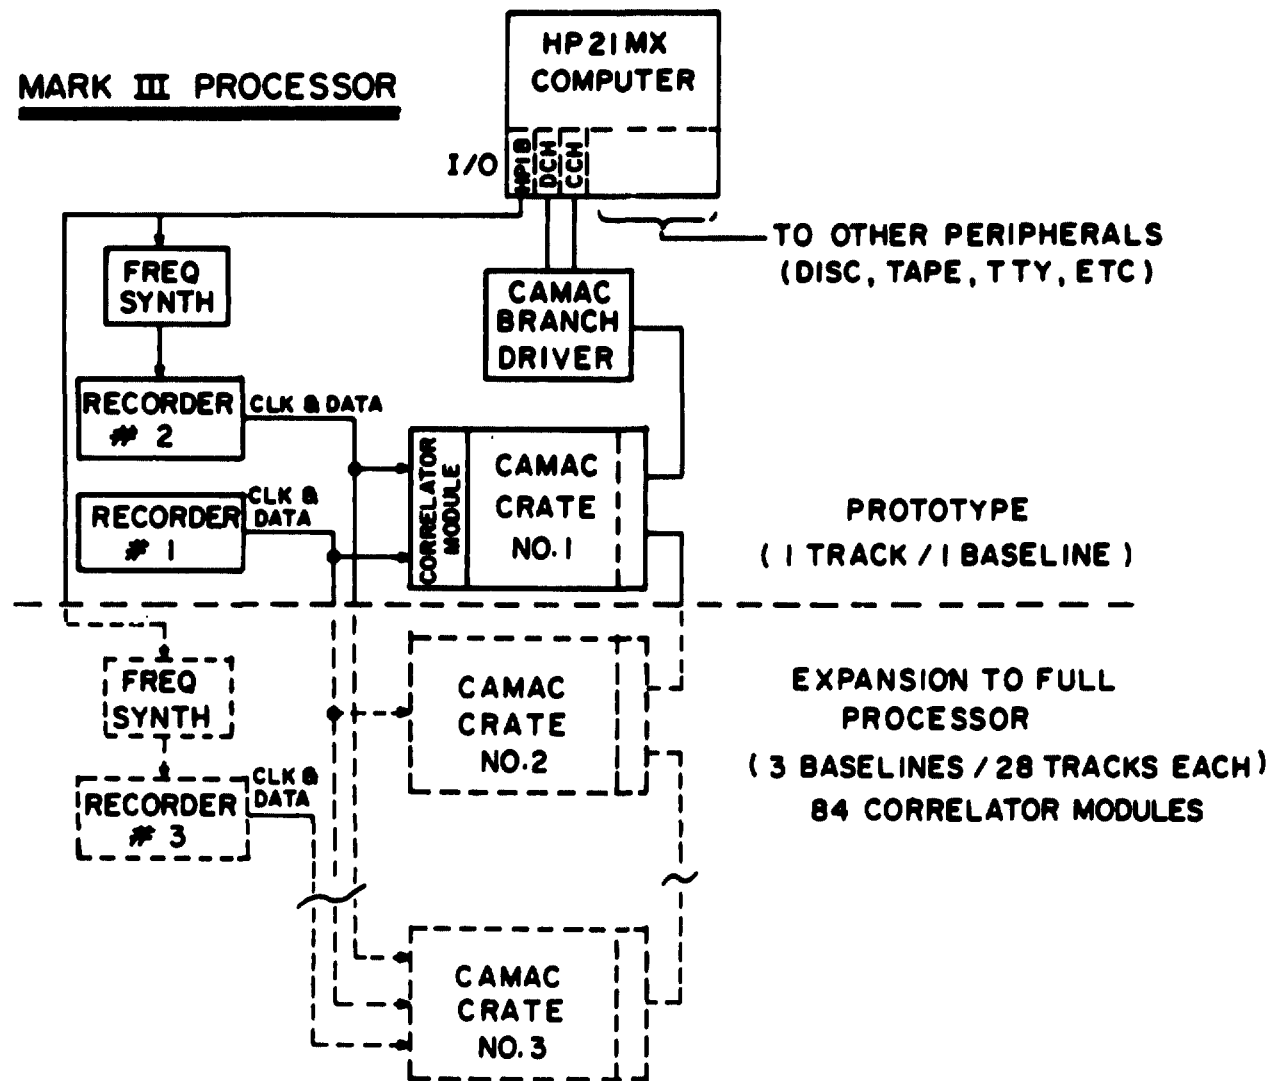 MARK III PROCESSOR
HP21MX
COMPUTER
I/O
HPIB
DCH
CCH
TO OTHER PERIPHERALS
(DISC, TAPE, TTY, ETC)
FREQ
SYNTH
CAMAC
BRANCH
DRIVER
RECORDER
# 2
CLK & DATA
RECORDER
# 1
CLK &
DATA
CORRELATOR
MODULE
CAMAC
CRATE
NO.1
PROTOTYPE
(1 TRACK / 1 BASELINE)
FREQ
SYNTH
RECORDER
# 3
CLK &
DATA
CAMAC
CRATE
NO.2
EXPANSION TO FULL
PROCESSOR
(3 BASELINES / 28 TRACKS EACH)
84 CORRELATOR MODULES
CAMAC
CRATE
NO.3